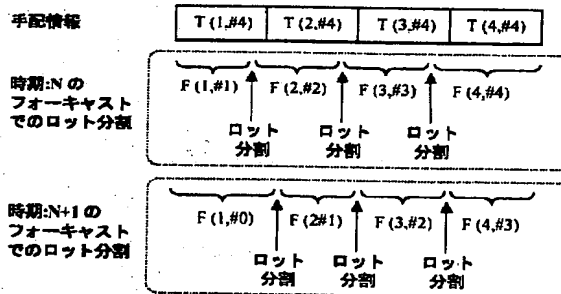 手配情報
T (1,#4) T (2,#4) T (3,#4) T (4,#4)
時期:N の
フォーキャスト
でのロット分割
F (1,#1) F (2,#2) F (3,#3) F (4,#4)
ロット ロット ロット
分割 分割 分割
時期:N+1 の
フォーキャスト
でのロット分割
F (1,#0) F (2#1) F (3,#2) F (4,#3)
ロット ロット ロット
分割 分割 分割